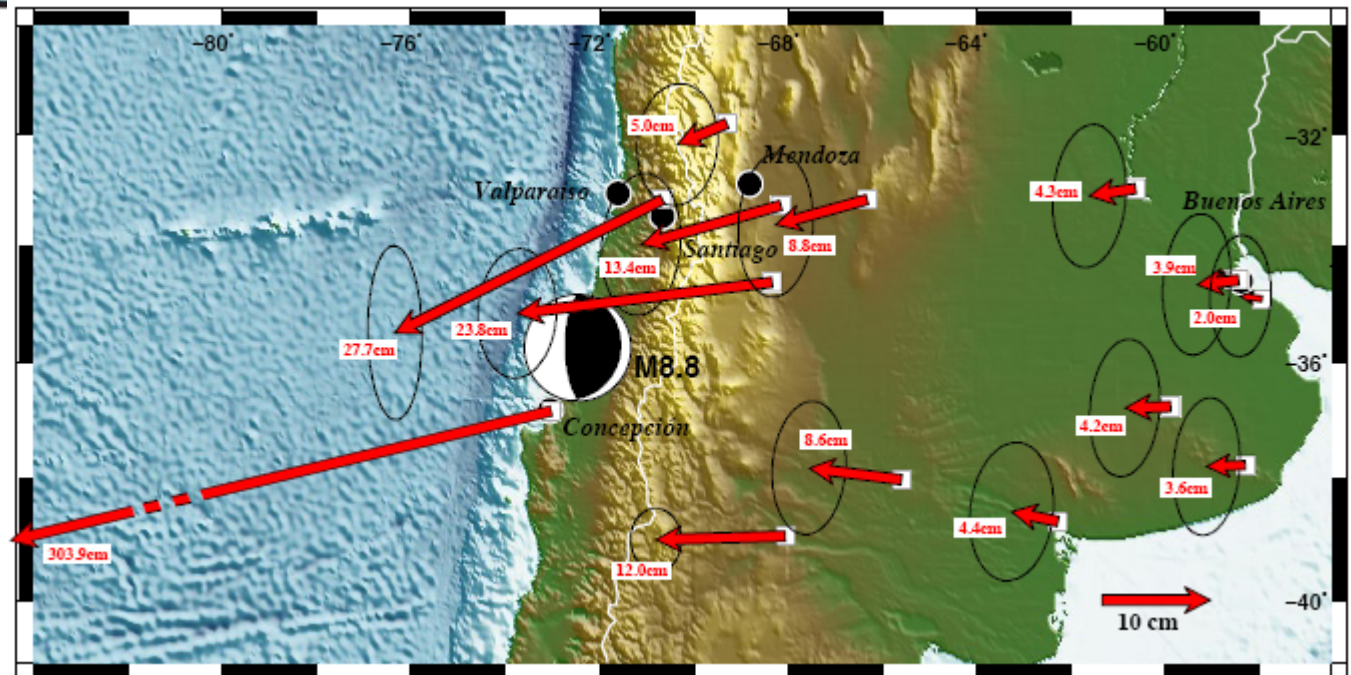 −80˚ −76˚ −72˚ −68˚ −64˚ −60˚
5.0cm
−32˚
Mendoza
Valparaiso
4.3cm
Buenos Aires
Santiago
8.8cm
13.4cm
3.9cm
2.0cm
23.8cm
27.7cm
M8.8
−36˚
Concepción
4.2cm
8.6cm
3.6cm
4.4cm
303.9cm
12.0cm
−40˚
10 cm